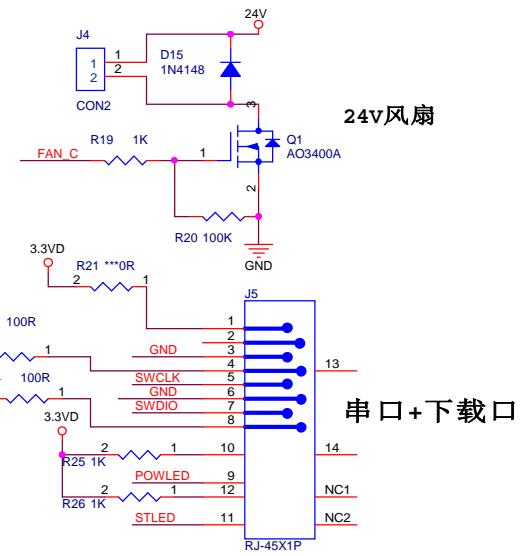 24V
J4
1
2
1
2
CON2
D15
1N4148
3
24V风扇
R19 1K
FAN_C
1
Q1
AO3400A
2
R20 100K
GND
3.3VD
R21 ***0R
2
1
J5
100R
1
100R
1
1
2
GND
3
4
SWCLK
5
GND
6
SWDIO
7
8
13
串口+下载口
3.3VD
2
1
10
14
R25 1K
POWLED
9
2
1
12
NC1
R26 1K
STLED
11
NC2
RJ-45X1P